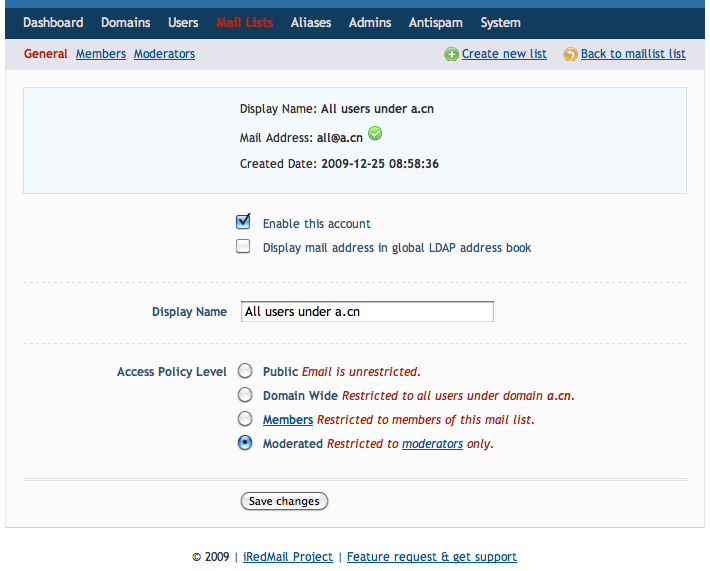 Dashboard Domains Users Mail Lists Aliases Admins Antispam System
General Members Moderators Create new list Back to maillist list
Display Name: All users under a.cn
Mail Address: all@a.cn
Created Date: 2009-12-25 08:58:36
Enable this account
Display mail address in global LDAP address book
Display Name All users under a.cn
Access Policy Level Public Email is unrestricted.
Domain Wide Restricted to all users under domain a.cn.
Members Restricted to members of this mail list.
Moderated Restricted to moderators only.
Save changes
© 2009 | iRedMail Project | Feature request & get support